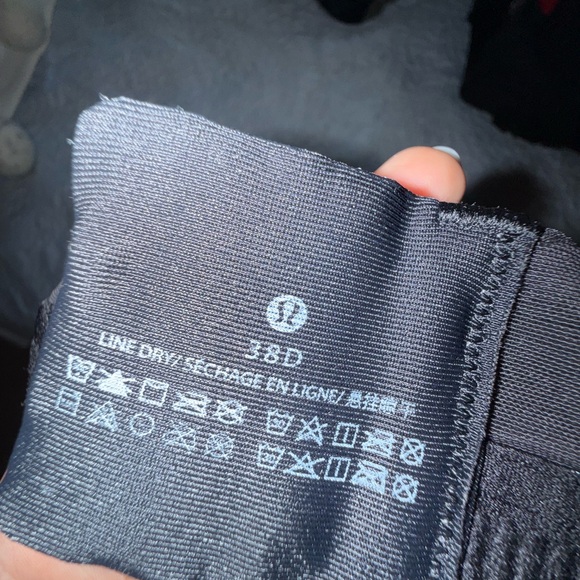 38D
LINE DRY/ SÉCHAGE EN LIGNE/ 悬挂晾干